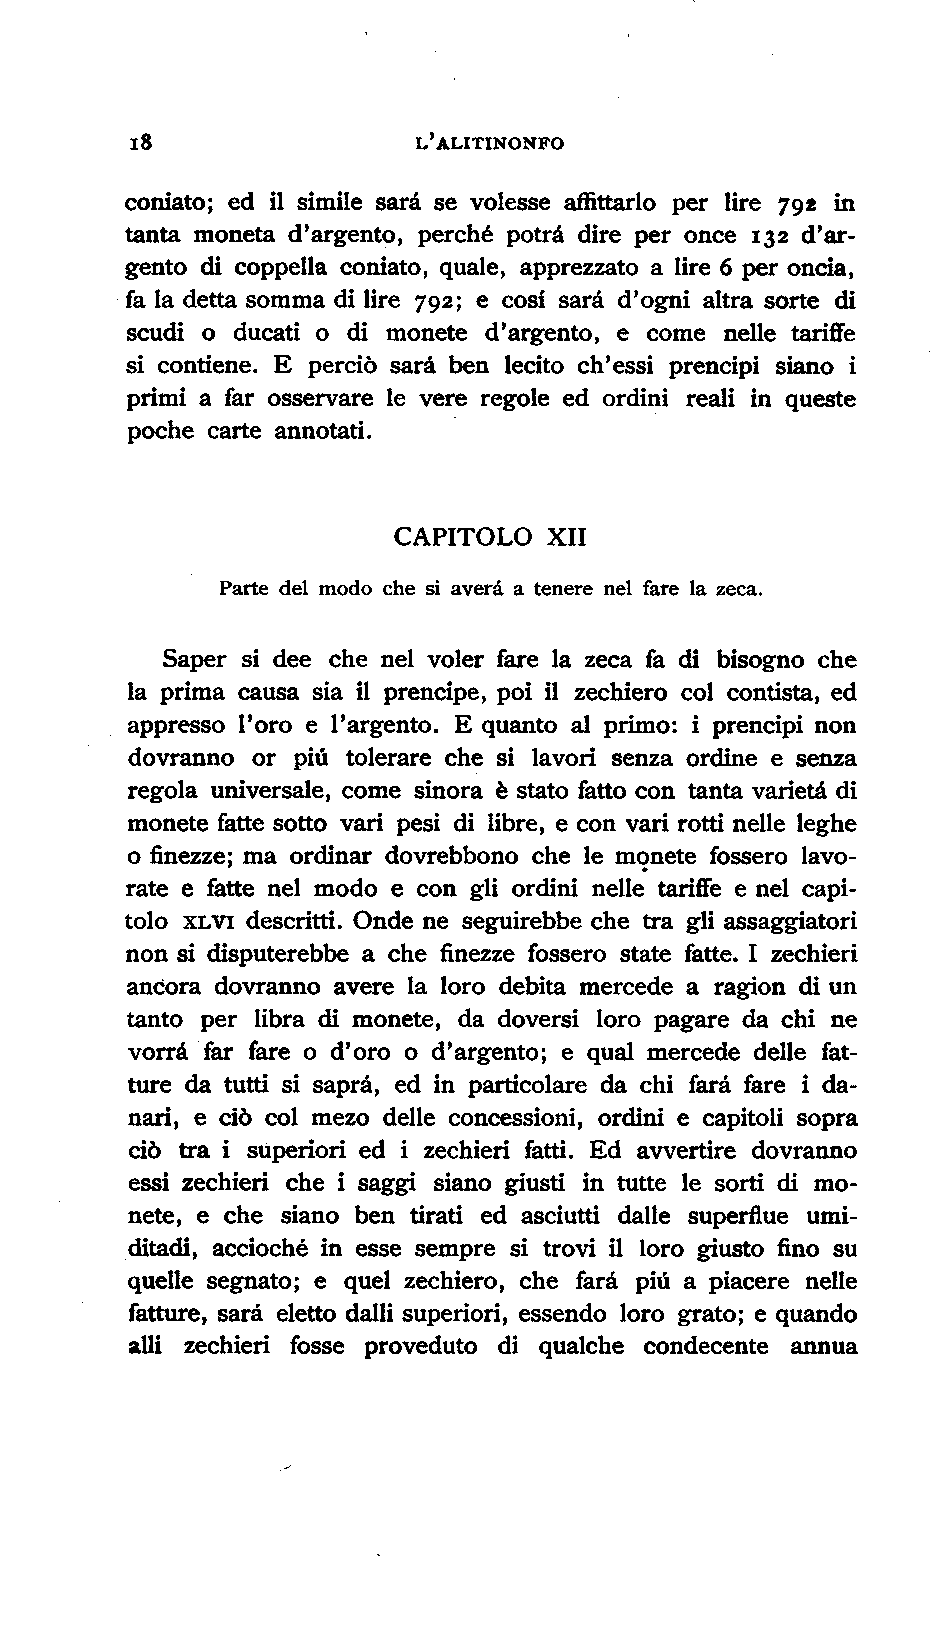 18 L'ALITINONFO
coniato; ed il simile sará se volesse affittarlo per lire 792 in
tanta moneta d'argento, perché potrá dire per once 132 d'ar-
gento di coppella coniato, quale, apprezzato a lire 6 per oncia,
fa la detta somma di lire 792; e cosí sará d'ogni altra sorte di
scudi o ducati o di monete d'argento, e come nelle tariffe
si contiene. E perciò sará ben lecito ch'essi prencipi siano i
primi a far osservare le vere regole ed ordini reali in queste
poche carte annotati.
CAPITOLO XII
Parte del modo che si averá a tenere nel fare la zeca.
Saper si dee che nel voler fare la zeca fa di bisogno che
la prima causa sia il prencipe, poi il zechiero col contista, ed
appresso l'oro e l'argento. E quanto al primo: i prencipi non
dovranno or piú tolerare che si lavori senza ordine e senza
regola universale, come sinora è stato fatto con tanta varietá di
monete fatte sotto vari pesi di libre, e con vari rotti nelle leghe
o finezze; ma ordinar dovrebbono che le monete fossero lavo-
rate e fatte nel modo e con gli ordini nelle tariffe e nel capi-
tolo XLVI descritti. Onde ne seguirebbe che tra gli assaggiatori
non si disputerebbe a che finezze fossero state fatte. I zechieri
ancora dovranno avere la loro debita mercede a ragion di un
tanto per libra di monete, da doversi loro pagare da chi ne
vorrá far fare o d'oro o d'argento; e qual mercede delle fat-
ture da tutti si saprá, ed in particolare da chi fará fare i da-
nari, e ciò col mezo delle concessioni, ordini e capitoli sopra
ciò tra i superiori ed i zechieri fatti. Ed avvertire dovranno
essi zechieri che i saggi siano giusti in tutte le sorti di mo-
nete, e che siano ben tirati ed asciutti dalle superflue umi-
ditadi, accioché in esse sempre si trovi il loro giusto fino su
quelle segnato; e quel zechiero, che fará piú a piacere nelle
fatture, sará eletto dalli superiori, essendo loro grato; e quando
alli zechieri fosse proveduto di qualche condecente annua